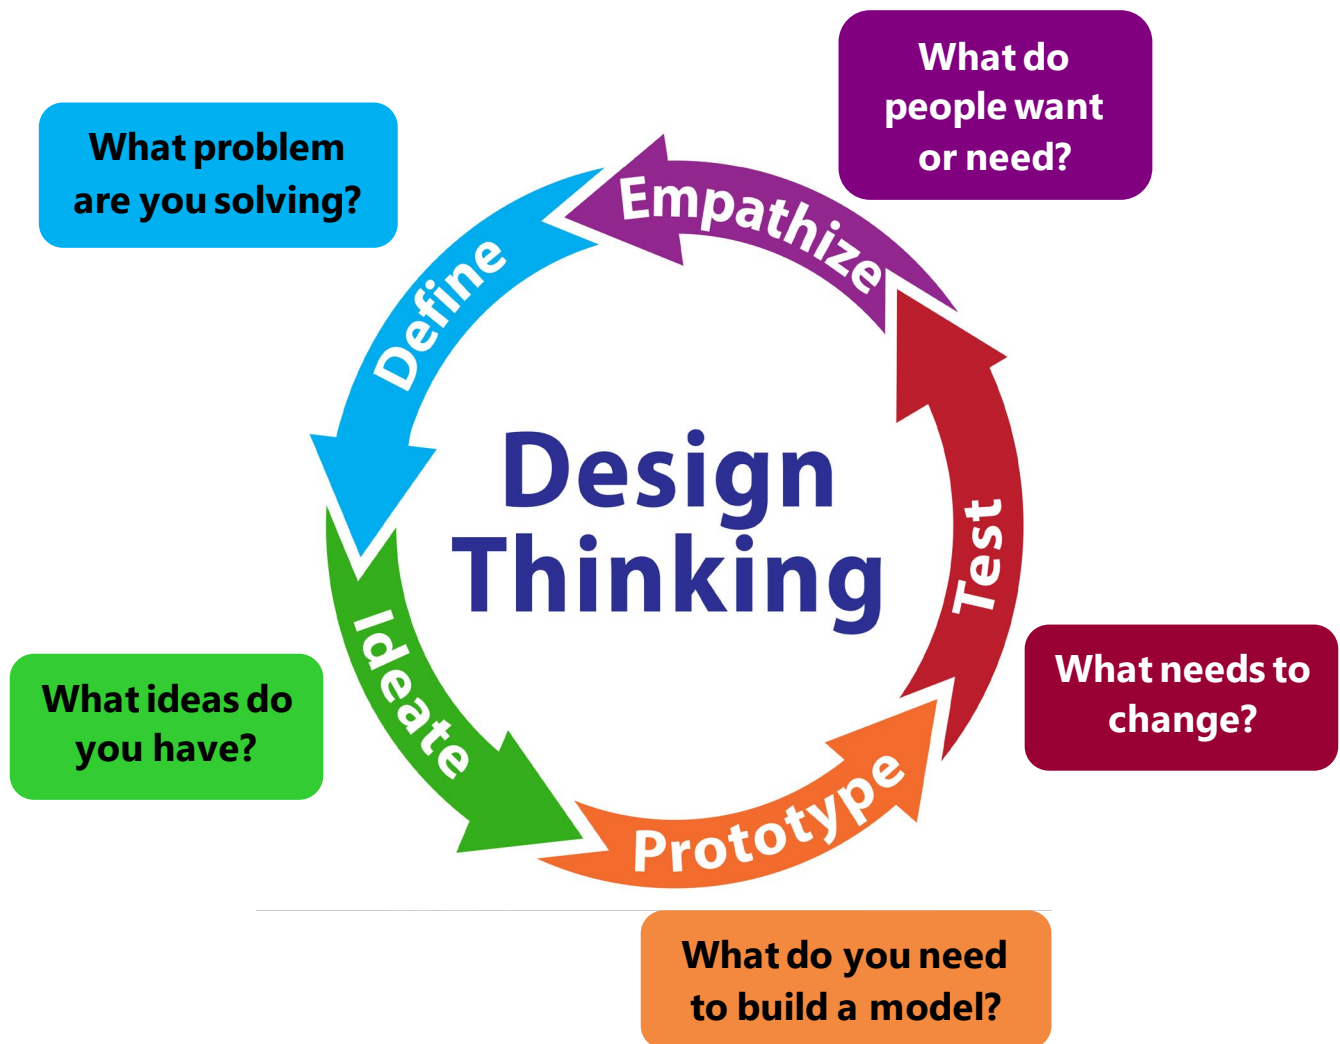 What do
people want
or need?
What problem
are you solving?
Empathize
Define
Design
Thinking
Test
Ideate
What needs to
change?
What ideas do
you have?
Prototype
What do you need
to build a model?